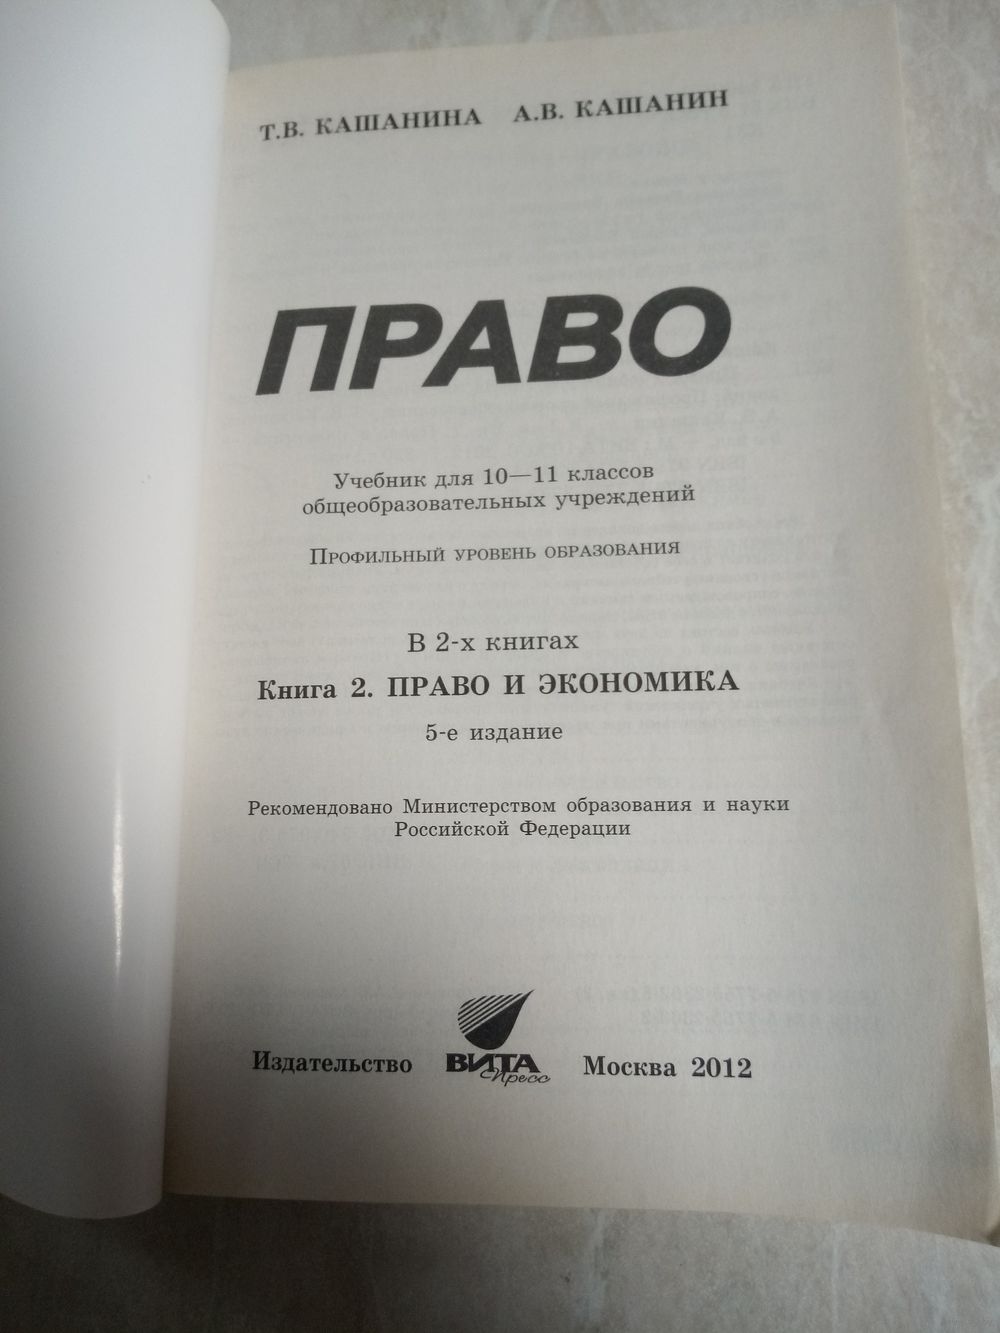 Т.В. КАШАНИНА А.В. КАШАНИН
ПРАВО
Учебник для 10—11 классов
общеобразовательных учреждений
Профильный уровень образования
В 2-х книгах
Книга 2. ПРАВО И ЭКОНОМИКА
5-е издание
Рекомендовано Министерством образования и науки
Российской Федерации
Издательство ВИТА Пресс Москва 2012